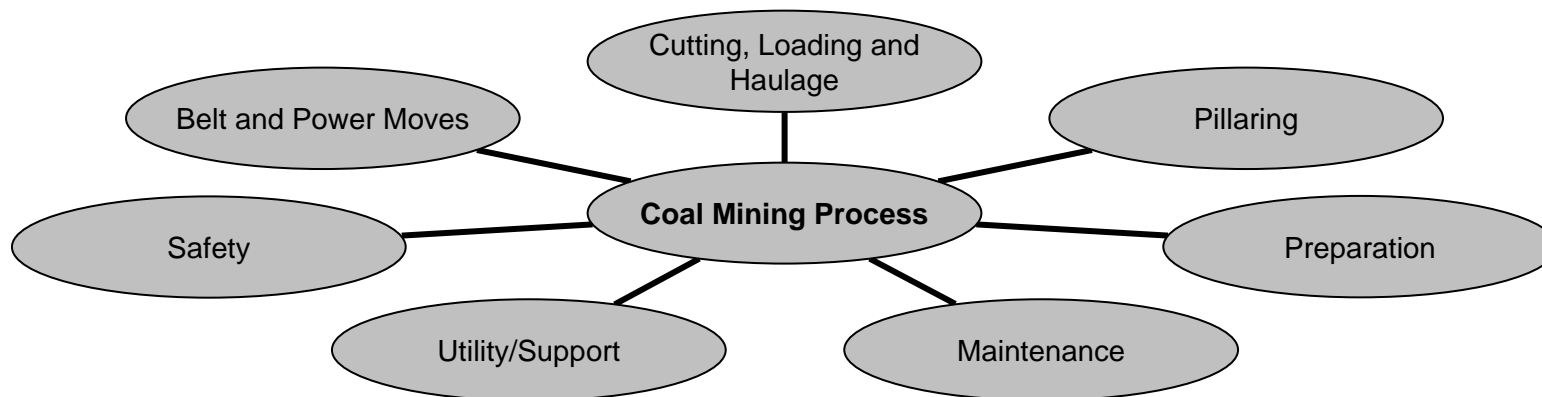 Cutting, Loading and
Haulage
Belt and Power Moves
Pillaring
Coal Mining Process
Safety
Preparation
Utility/Support
Maintenance